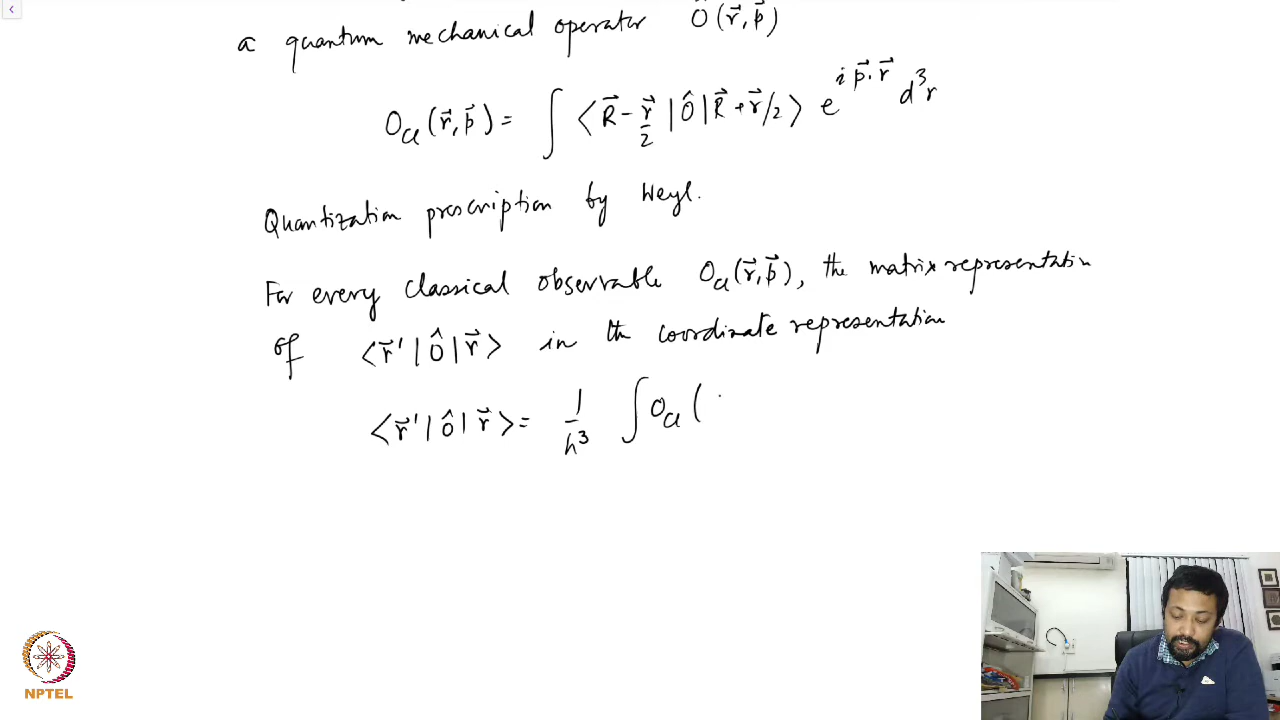 a quantum mechanical operator Ô(r⃗,p⃗)
O_cl(r⃗,p⃗) = ∫ ⟨R⃗ - r⃗/2 | Ô | R⃗ + r⃗/2⟩ e^{i p⃗·r⃗} d³r
Quantization prescription by Weyl.
For every classical observable O_cl(r⃗,p⃗), the matrix representation
of ⟨r⃗' | Ô | r⃗⟩ in the coordinate representation
⟨r⃗' | Ô | r⃗⟩ = 1/h³ ∫ O_cl (
NPTEL